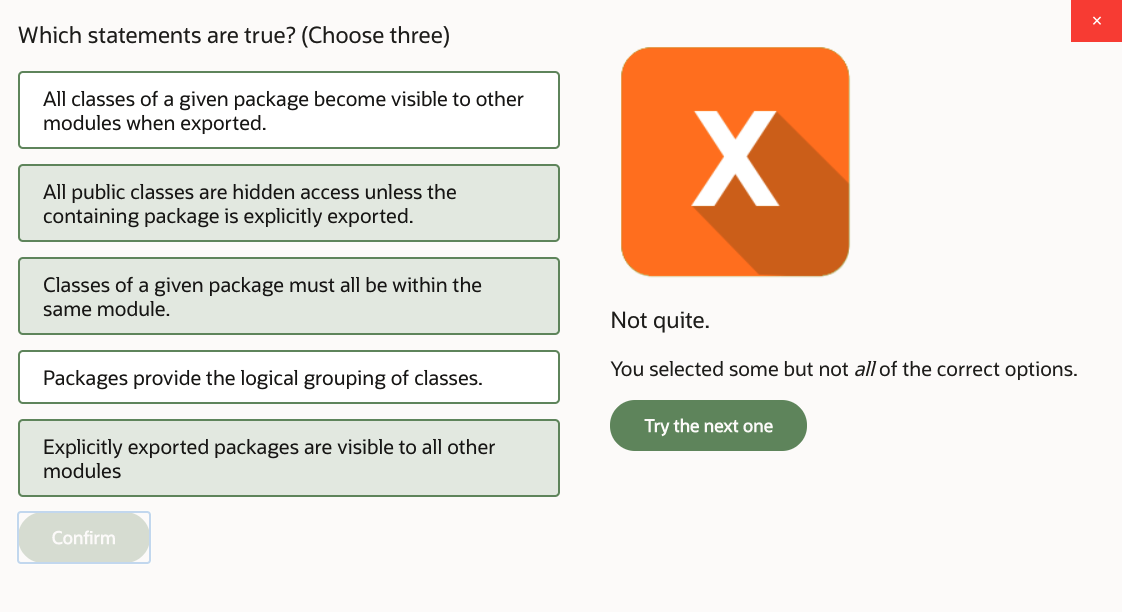 Which statements are true? (Choose three)
All classes of a given package become visible to other
modules when exported.
All public classes are hidden access unless the
containing package is explicitly exported.
Classes of a given package must all be within the
same module.
Packages provide the logical grouping of classes.
Explicitly exported packages are visible to all other
modules
Confirm
×
X
Not quite.
You selected some but not all of the correct options.
Try the next one